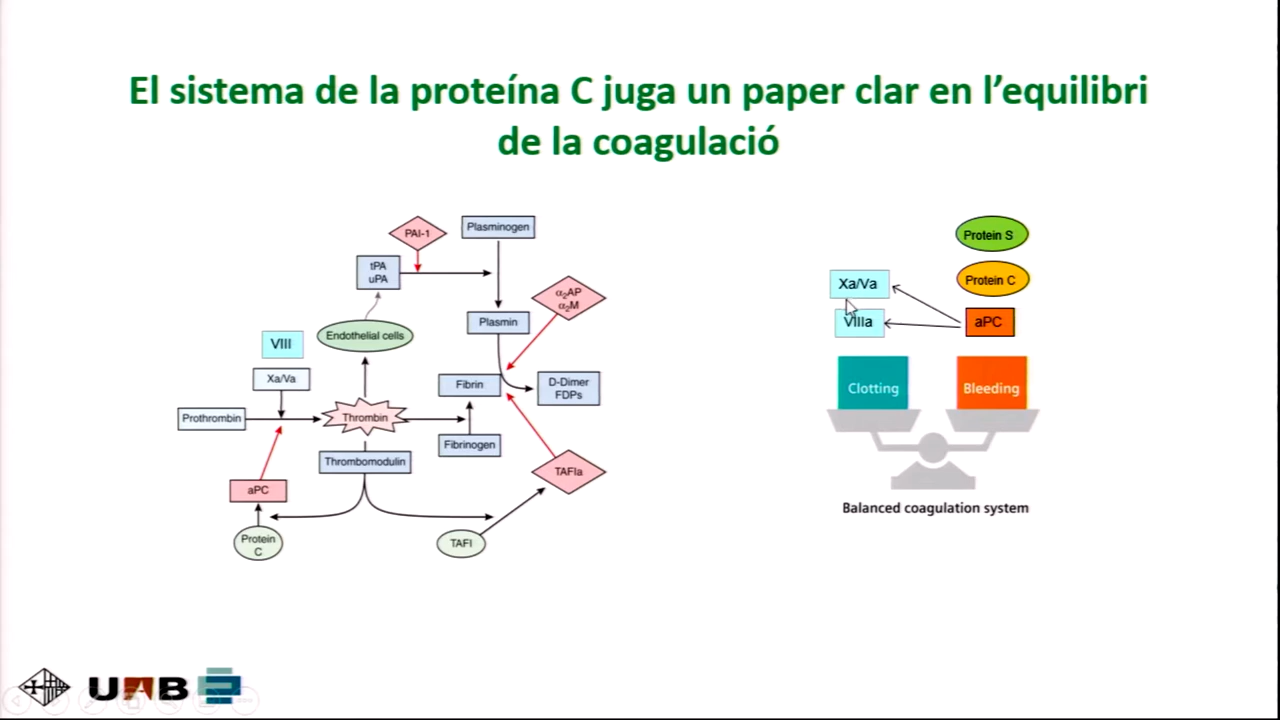 El sistema de la proteína C juga un paper clar en l’equilibri
de la coagulació
PAI-1
Plasminogen
tPA
uPA
α₂AP
α₂M
Plasmin
Endothelial cells
VIII
Xa/Va
Fibrin
D-Dimer
FDPs
Prothrombin
Thrombin
Fibrinogen
Thrombomodulin
TAFIa
aPC
Protein
C
TAFI
Protein S
Protein C
Xa/Va
VIIIa
aPC
Clotting
Bleeding
Balanced coagulation system
UAB